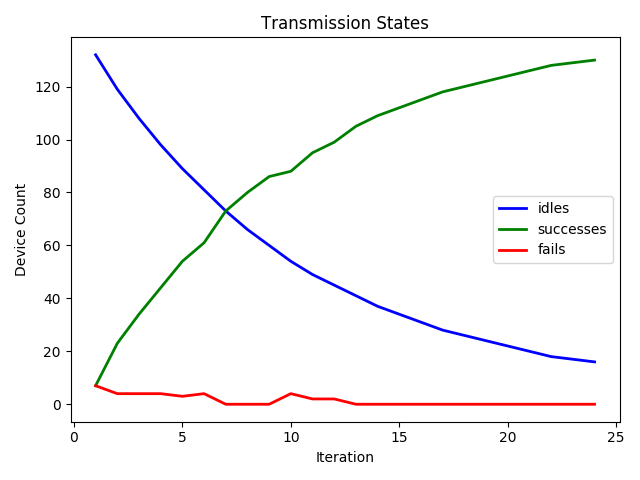 Transmission States
Device Count
120
100
80
60
40
20
0
idles
successes
fails
0 5 10 15 20 25
Iteration